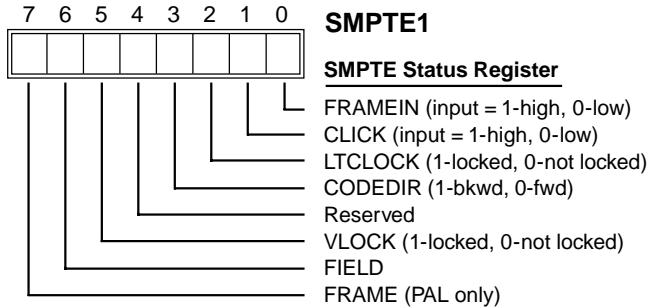 7 6 5 4 3 2 1 0
SMPTE1
SMPTE Status Register
FRAMEIN (input = 1-high, 0-low)
CLICK (input = 1-high, 0-low)
LTCLOCK (1-locked, 0-not locked)
CODEDIR (1-bkwd, 0-fwd)
Reserved
VLOCK (1-locked, 0-not locked)
FIELD
FRAME (PAL only)